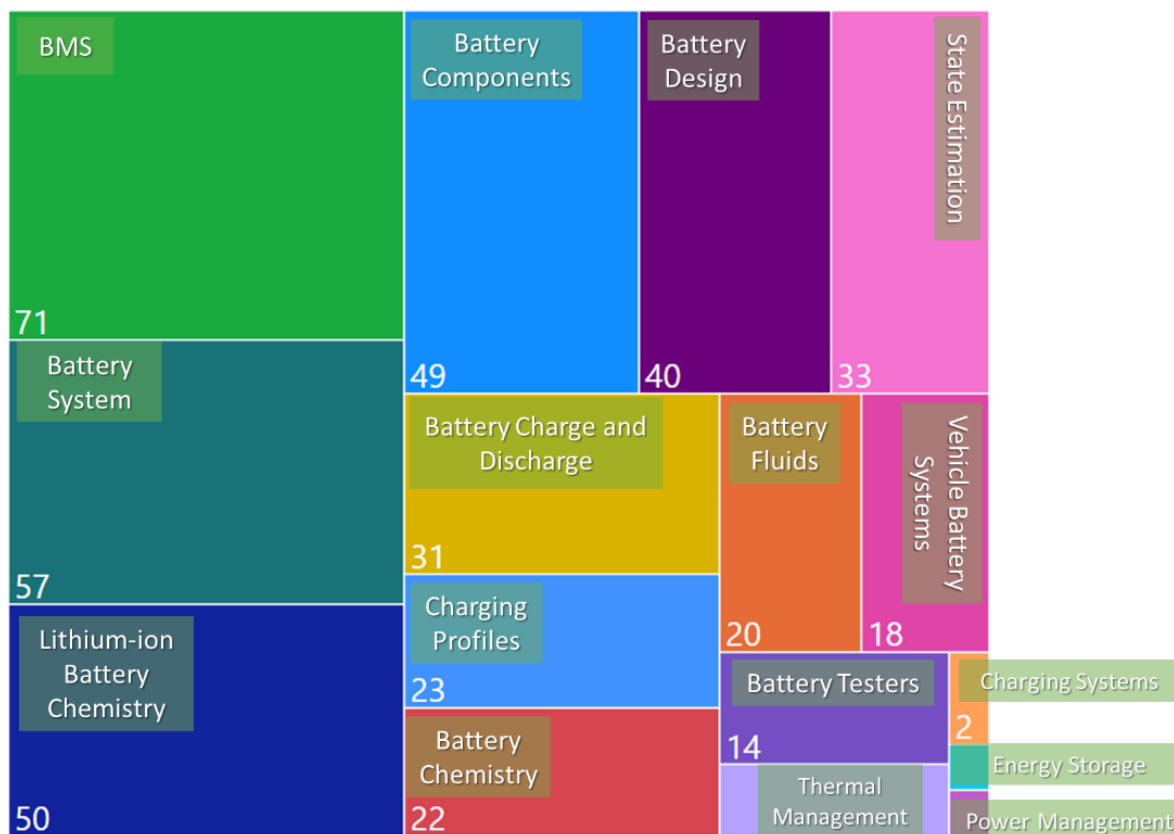 BMS
71
Battery
System
57
Lithium-ion
Battery
Chemistry
50
Battery
Components
49
Battery
Design
40
State Estimation
33
Battery Charge and
Discharge
31
Charging
Profiles
23
Battery
Chemistry
22
Battery
Fluids
20
Vehicle Battery
Systems
18
Battery Testers
14
Thermal
Management
Charging Systems
2
Energy Storage
Power Management